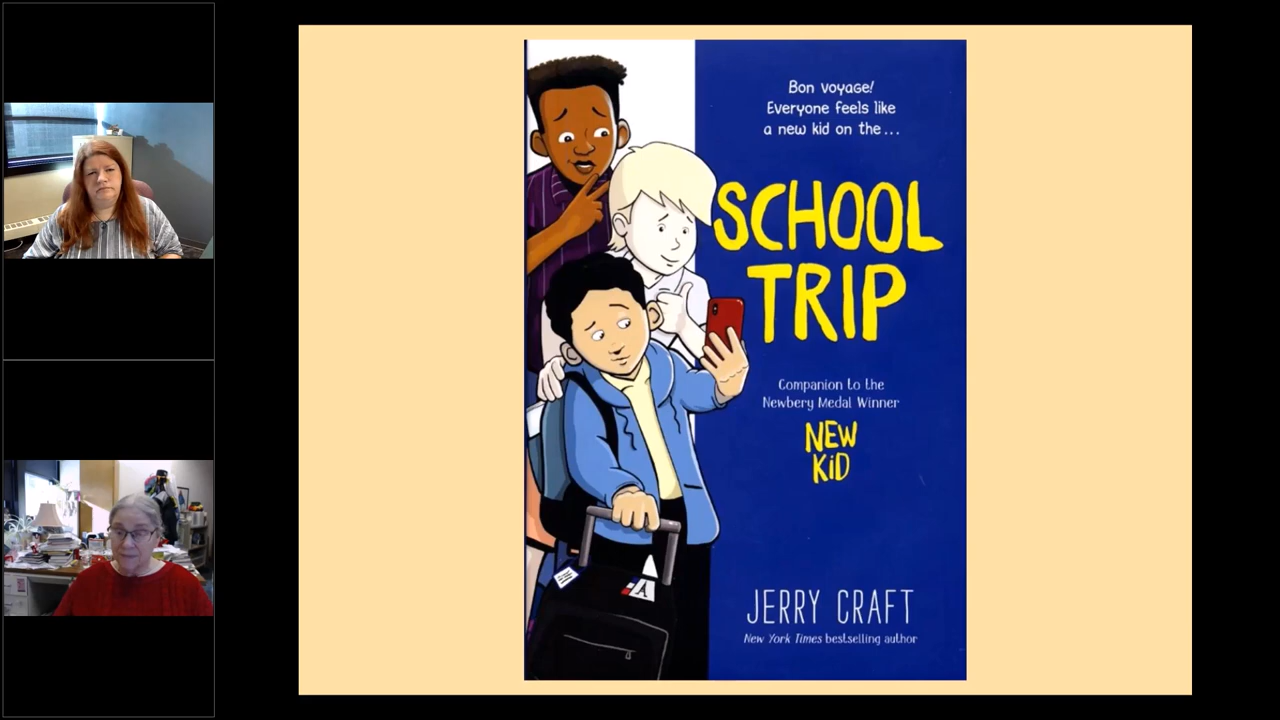 Bon voyage!
Everyone feels like
a new kid on the...
SCHOOL
TRIP
Companion to the
Newbery Medal Winner
NEW
KiD
JERRY CRAFT
New York Times bestselling author